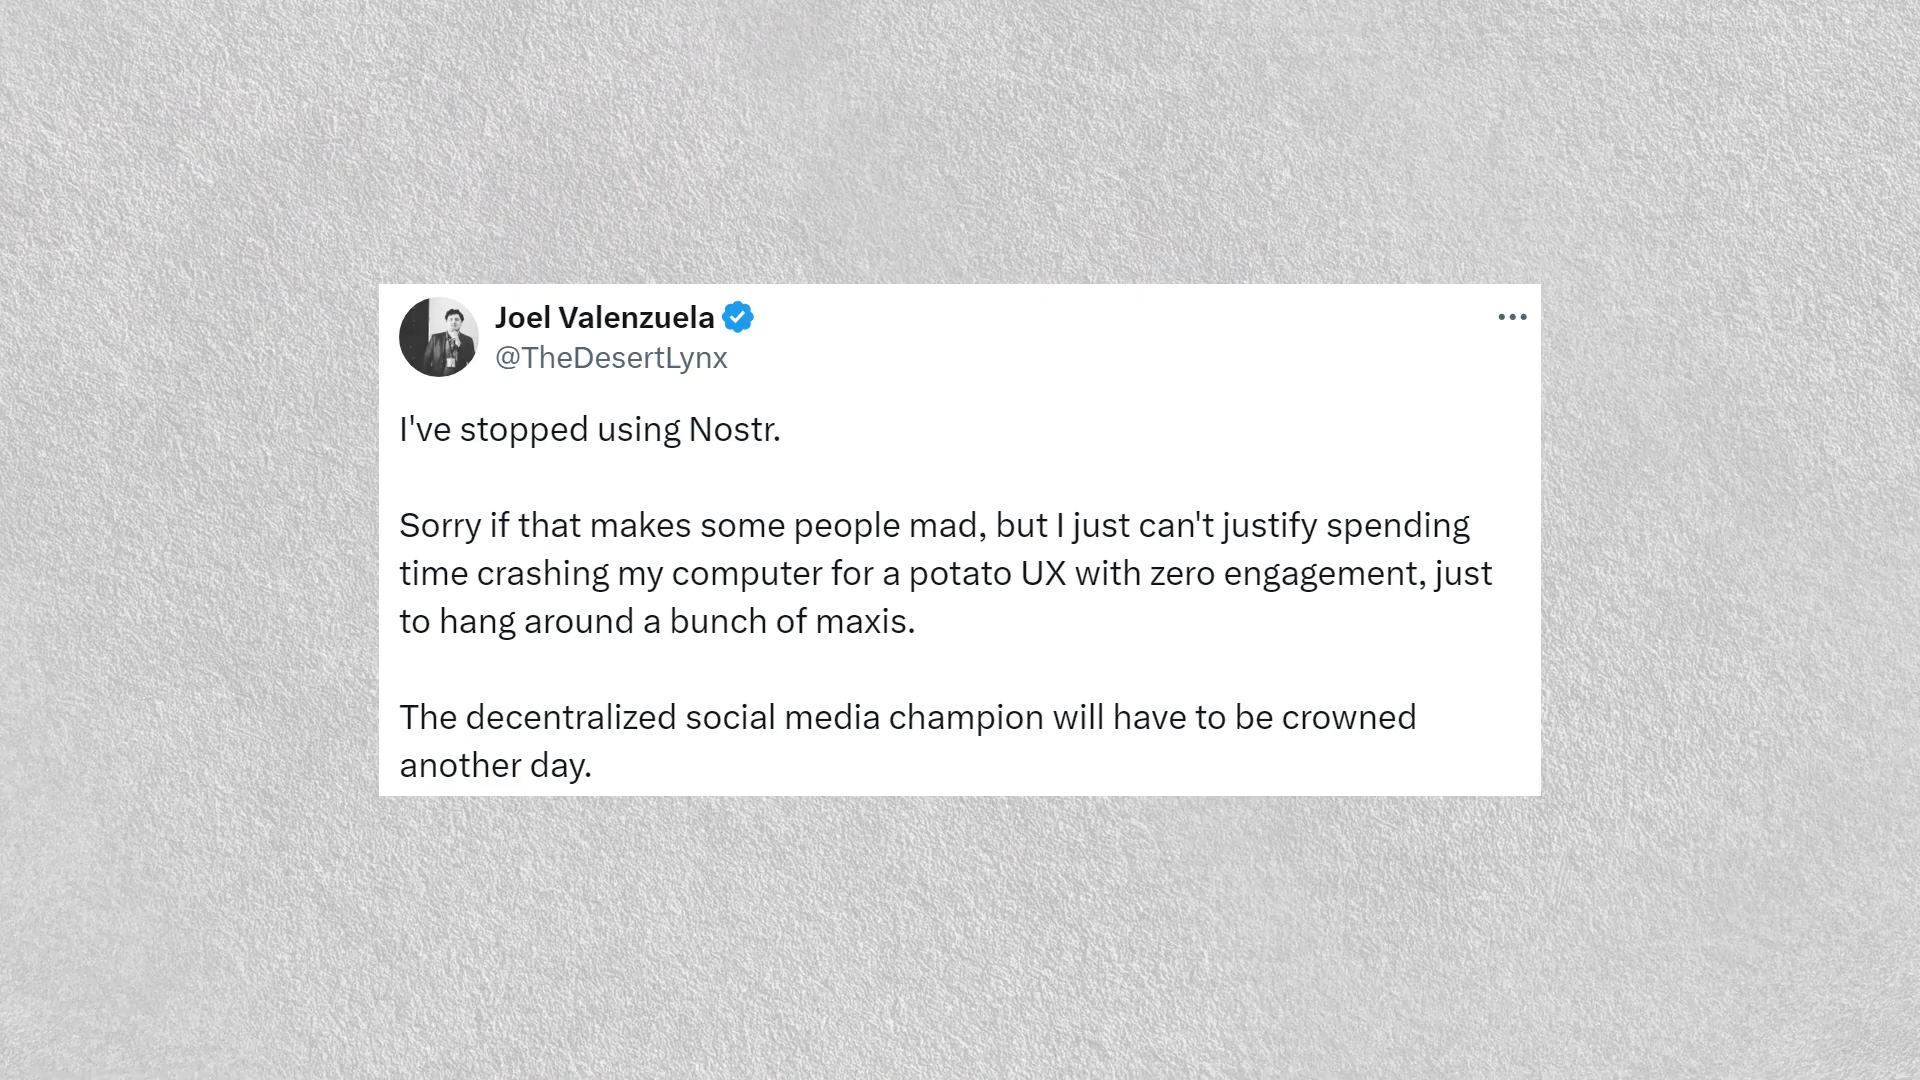 Joel Valenzuela
@TheDesertLynx
I've stopped using Nostr.
Sorry if that makes some people mad, but I just can't justify spending
time crashing my computer for a potato UX with zero engagement, just
to hang around a bunch of maxis.
The decentralized social media champion will have to be crowned
another day.